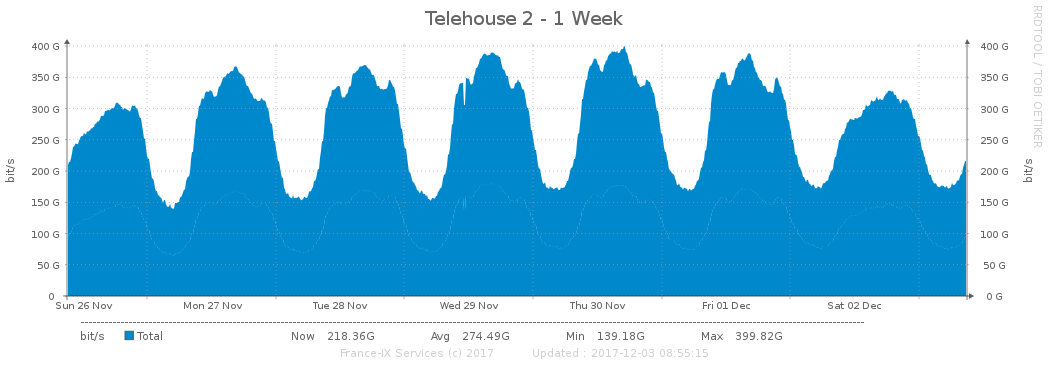 Telehouse 2 - 1 Week
RRDTOOL / TOBI OETIKER
bit/s
400 G 400 G
350 G 350 G
300 G 300 G
250 G 250 G
200 G 200 G
150 G 150 G
100 G 100 G
50 G 50 G
0 0 G
bit/s
Sun 26 Nov Mon 27 Nov Tue 28 Nov Wed 29 Nov Thu 30 Nov Fri 01 Dec Sat 02 Dec
bit/s Total Now 218.36G Avg 274.49G Min 139.18G Max 399.82G
France-IX Services (c) 2017 Updated : 2017-12-03 08:55:15